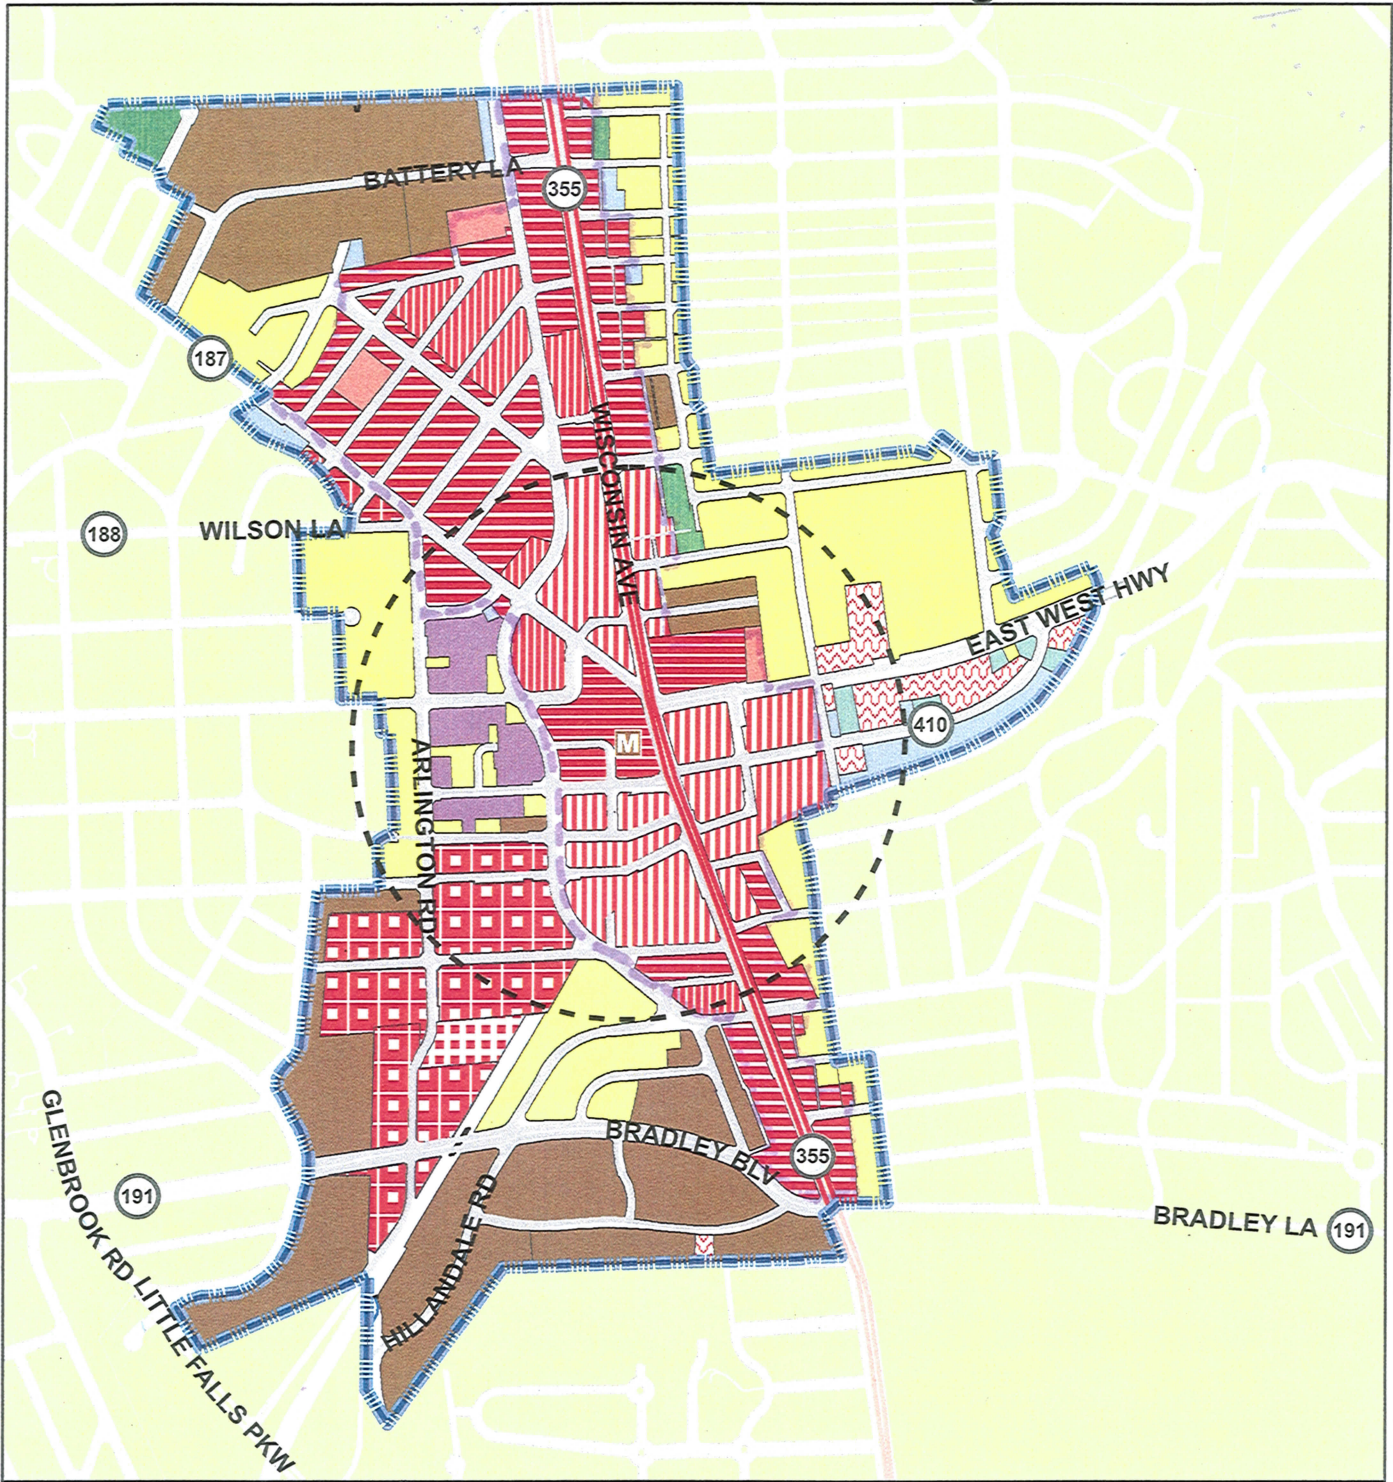 BATTERY LA
355
187
WISCONSIN AVE
188
WILSON LA
EAST WEST HWY
410
M
ARLINGTON RD
GLENBROOK RD
LITTLE FALLS PKW
BRADLEY BLV
355
191
HILLANDALE RD
BRADLEY LA
191